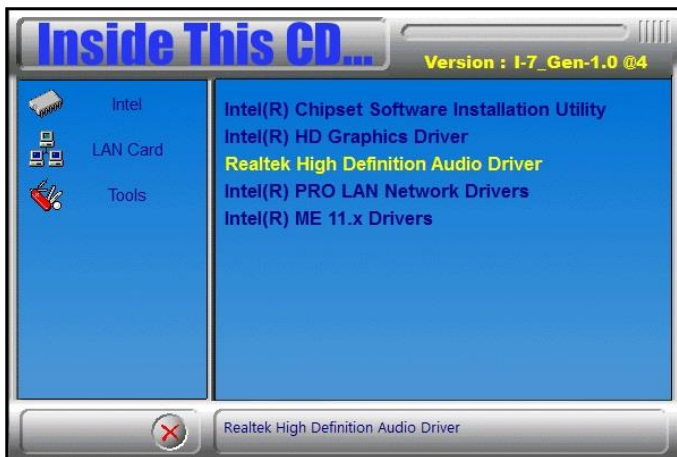 Inside This CD...
Version : I-7_Gen-1.0 @4
Intel
LAN Card
Tools
Intel(R) Chipset Software Installation Utility
Intel(R) HD Graphics Driver
Realtek High Definition Audio Driver
Intel(R) PRO LAN Network Drivers
Intel(R) ME 11.x Drivers
Realtek High Definition Audio Driver